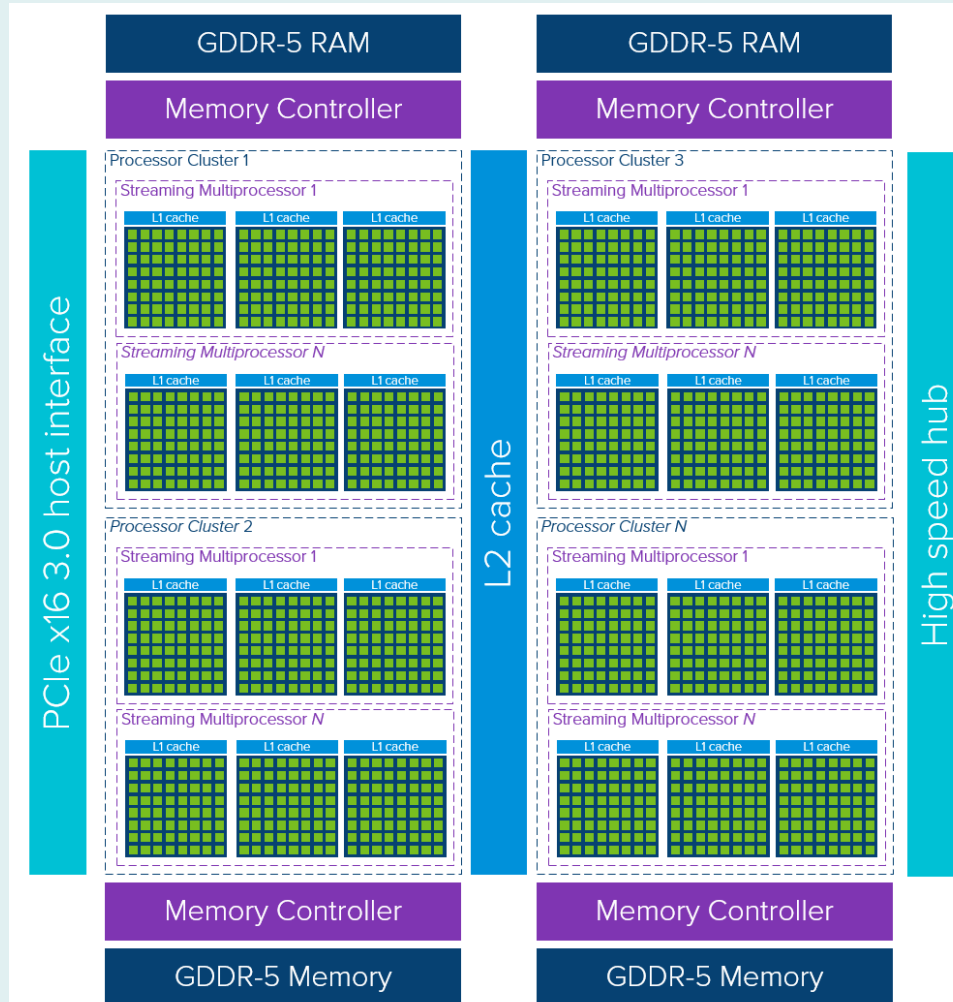 GDDR-5 RAM
Memory Controller
PCIe x16 3.0 host interface
Processor Cluster 1
Streaming Multiprocessor 1
L1 cache
L1 cache
L1 cache
Streaming Multiprocessor N
L1 cache
L1 cache
L1 cache
Processor Cluster 2
Streaming Multiprocessor 1
L1 cache
L1 cache
L1 cache
Streaming Multiprocessor N
L1 cache
L1 cache
L1 cache
Memory Controller
GDDR-5 Memory
L2 cache
GDDR-5 RAM
Memory Controller
Processor Cluster 3
Streaming Multiprocessor 1
L1 cache
L1 cache
L1 cache
Streaming Multiprocessor N
L1 cache
L1 cache
L1 cache
Processor Cluster N
Streaming Multiprocessor 1
L1 cache
L1 cache
L1 cache
Streaming Multiprocessor N
L1 cache
L1 cache
L1 cache
Memory Controller
GDDR-5 Memory
High speed hub